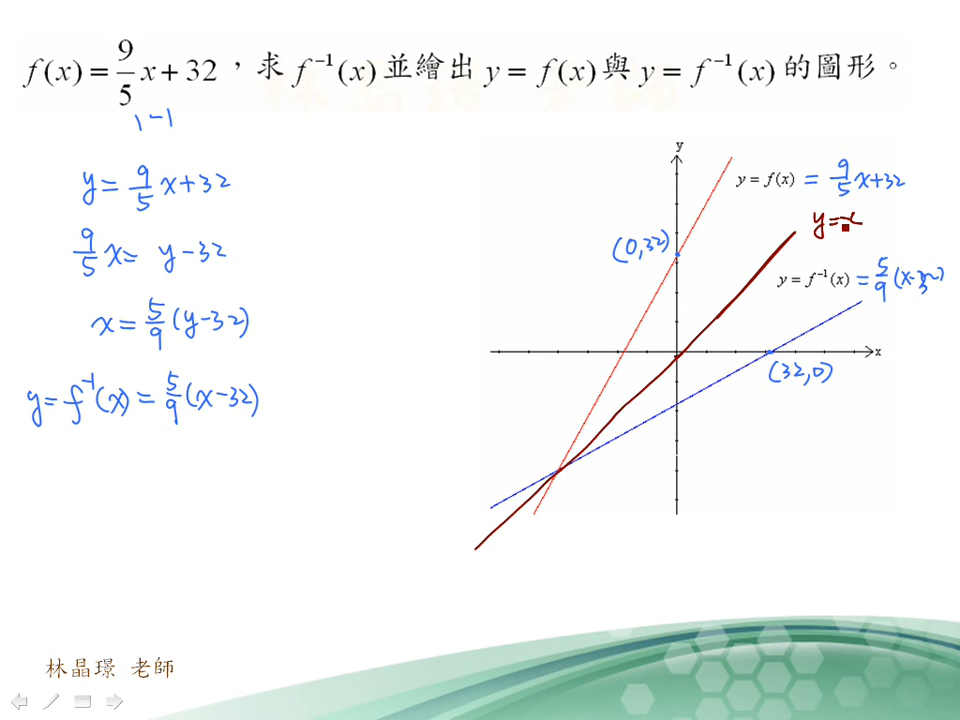 f(x) = 9/5 x + 32，求 f⁻¹(x) 並繪出 y = f(x) 與 y = f⁻¹(x) 的圖形。
1-1
y = 9/5 x + 32
9/5 x = y - 32
x = 5/9 (y - 32)
y = f⁻¹(x) = 5/9 (x - 32)
y
y = f(x) = 9/5 x + 32
y = x
(0,32)
y = f⁻¹(x) = 5/9 (x - 32)
x
(32,0)
林晶璟 老師